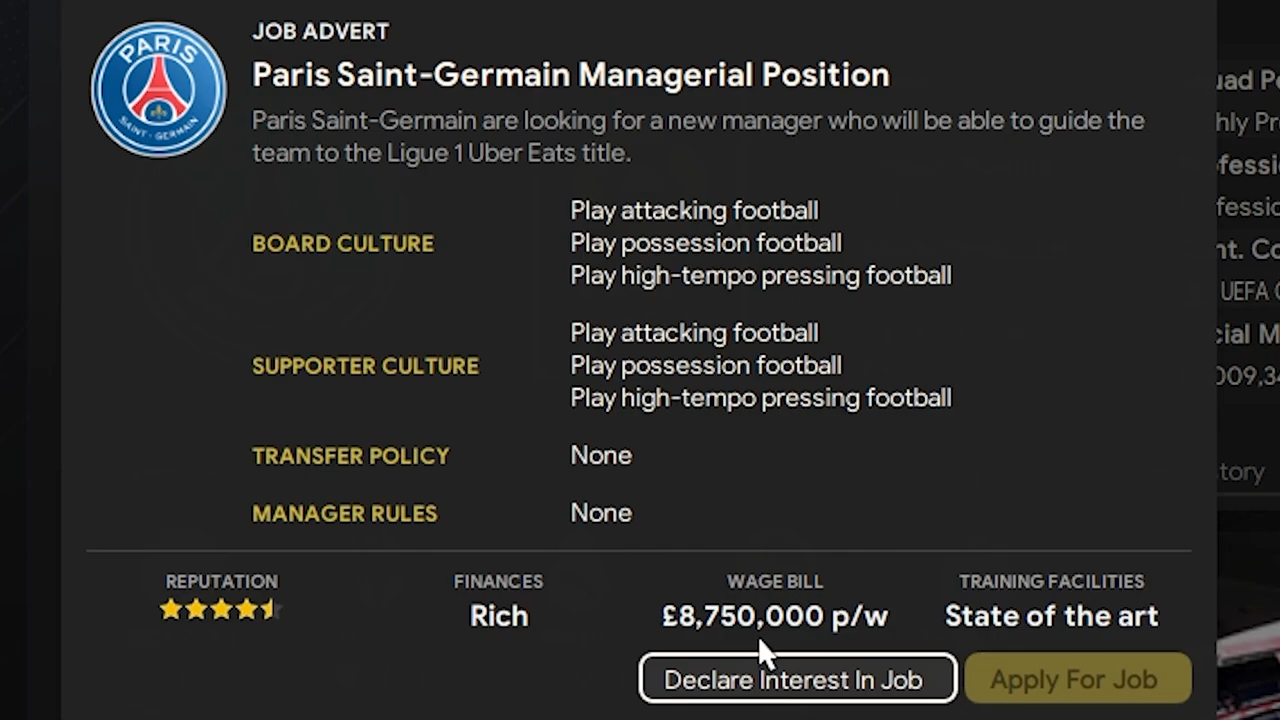 PARIS
SAINT-GERMAIN
JOB ADVERT
Paris Saint-Germain Managerial Position
Paris Saint-Germain are looking for a new manager who will be able to guide the
team to the Ligue 1 Uber Eats title.
BOARD CULTURE
Play attacking football
Play possession football
Play high-tempo pressing football
SUPPORTER CULTURE
Play attacking football
Play possession football
Play high-tempo pressing football
TRANSFER POLICY
None
MANAGER RULES
None
REPUTATION
FINANCES
Rich
WAGE BILL
£8,750,000 p/w
TRAINING FACILITIES
State of the art
Declare Interest In Job
Apply For Job
UEFA